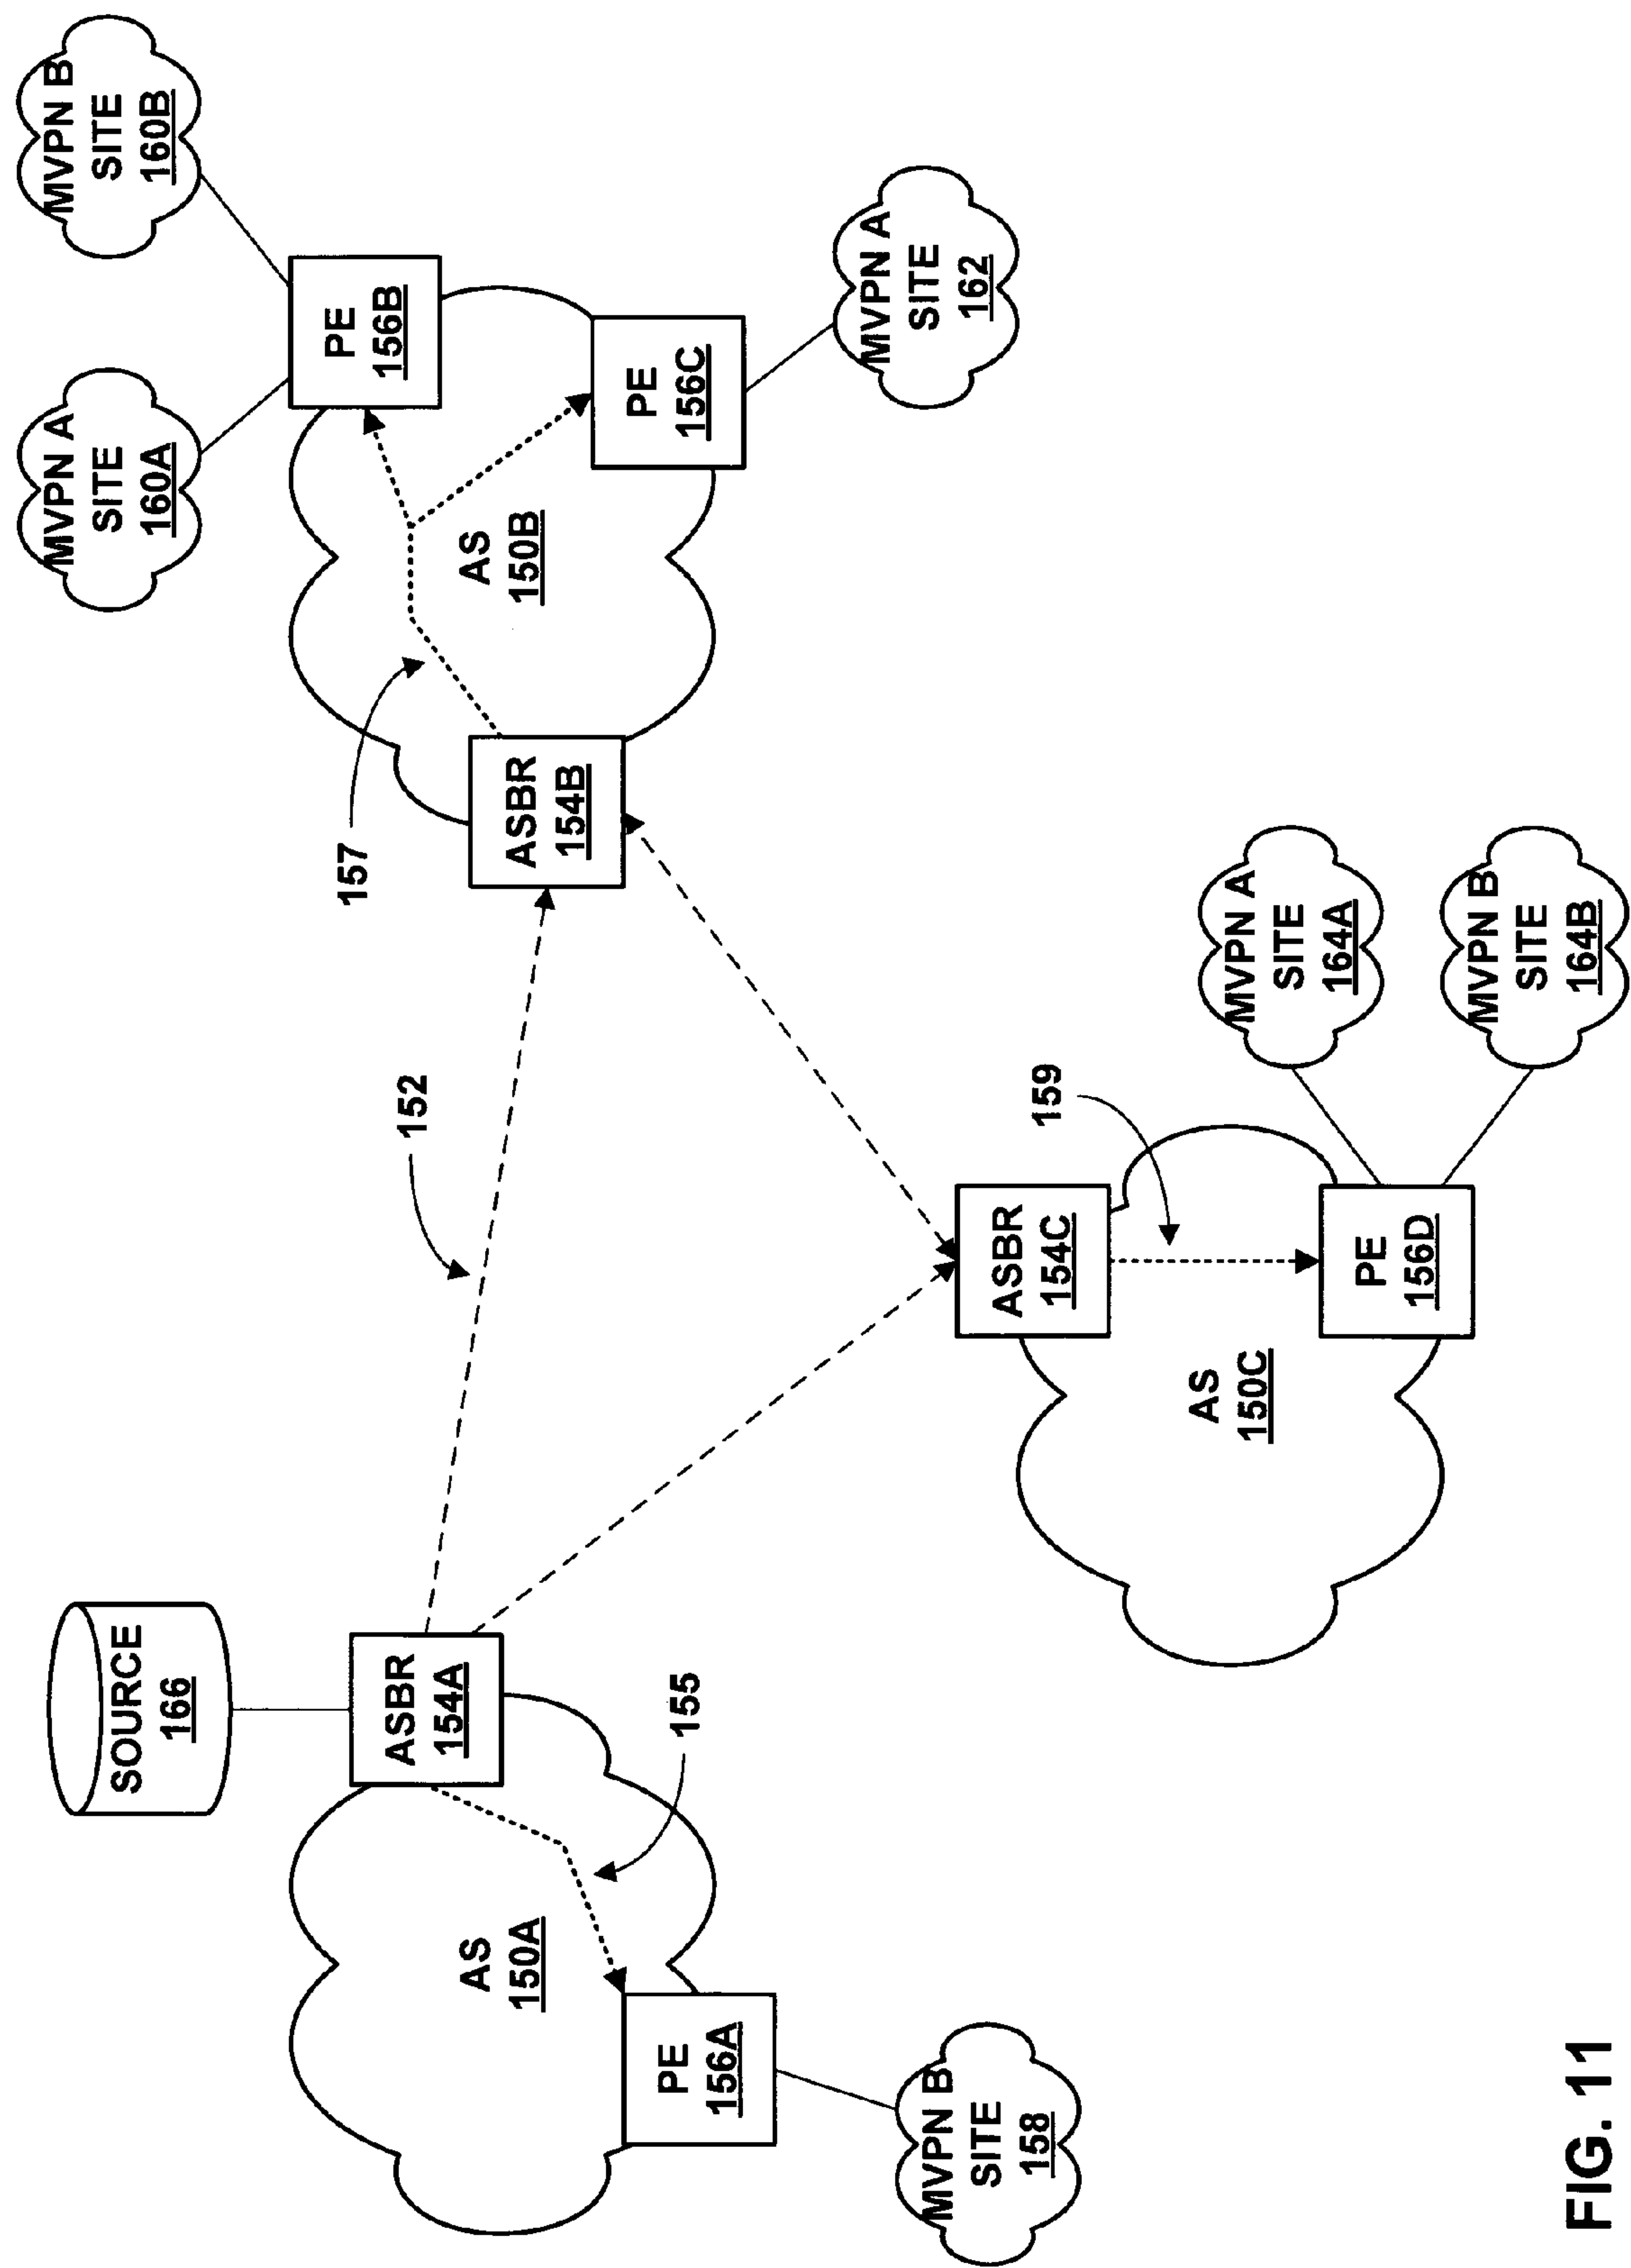 SOURCE
166
MVPN A
SITE
160A
MVPN B
SITE
160B
ASBR
154A
152
157
PE
156B
AS
150A
AS
150B
ASBR
154B
PE
156C
155
PE
156A
MVPN A
SITE
162
MVPN B
SITE
158
ASBR
154C
159
AS
150C
PE
156D
MVPN A
SITE
164A
MVPN B
SITE
164B
FIG. 11